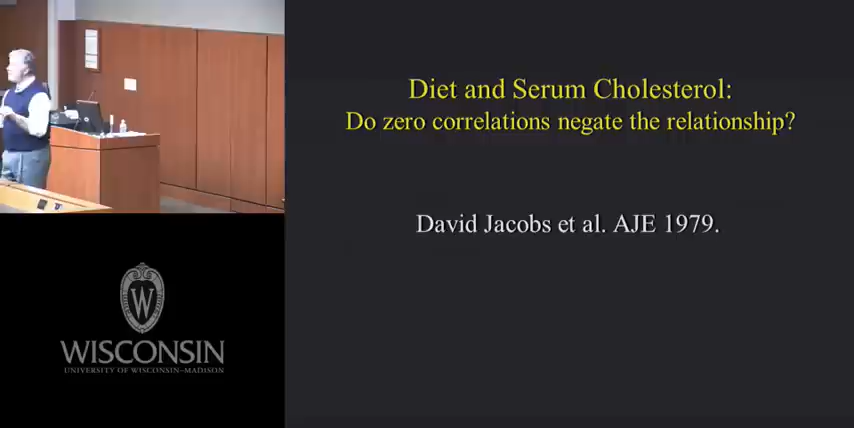 Diet and Serum Cholesterol:
Do zero correlations negate the relationship?
David Jacobs et al. AJE 1979.
W
WISCONSIN
UNIVERSITY OF WISCONSIN–MADISON